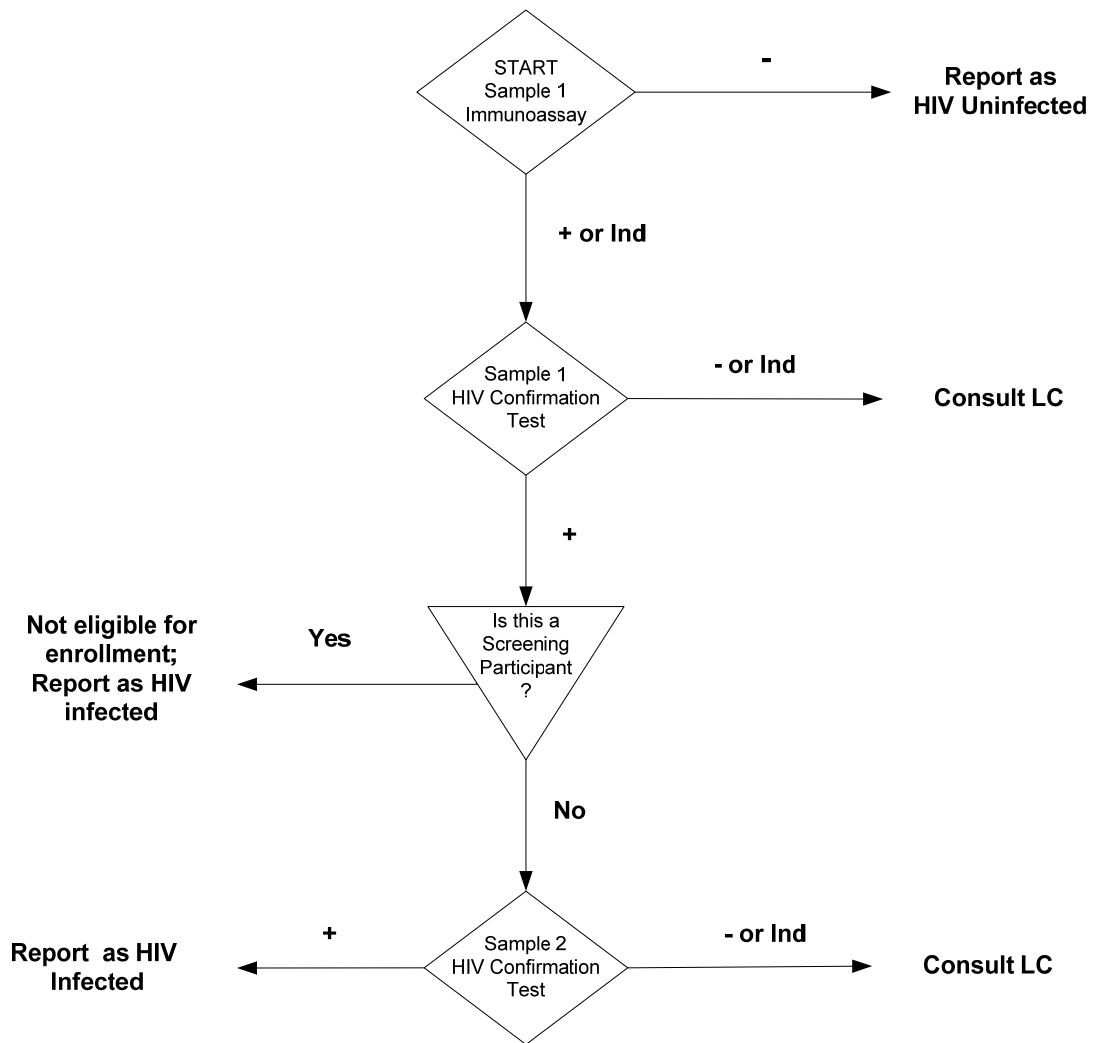 START
Sample 1
Immunoassay
-
Report as
HIV Uninfected
+ or Ind
Sample 1
HIV Confirmation
Test
- or Ind
Consult LC
+
Is this a
Screening
Participant
?
Yes
Not eligible for
enrollment;
Report as HIV
infected
No
Sample 2
HIV Confirmation
Test
+
Report as HIV
Infected
- or Ind
Consult LC